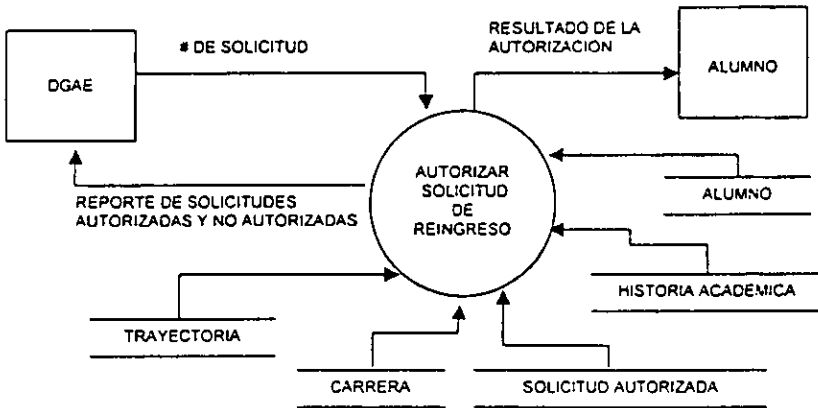 # DE SOLICITUD
RESULTADO DE LA
AUTORIZACION
DGAE
ALUMNO
AUTORIZAR
SOLICITUD
DE
REINGRESO
REPORTE DE SOLICITUDES
AUTORIZADAS Y NO AUTORIZADAS
ALUMNO
HISTORIA ACADEMICA
TRAYECTORIA
CARRERA
SOLICITUD AUTORIZADA